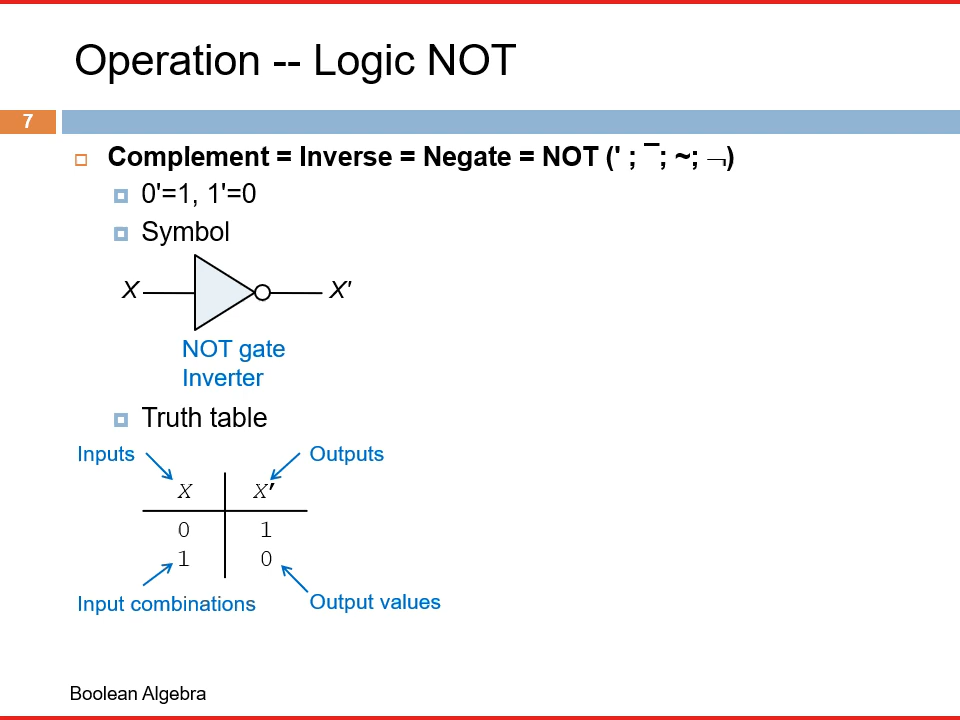 Operation -- Logic NOT
7
Complement = Inverse = Negate = NOT (' ; ¯; ~; ¬)
0'=1, 1'=0
Symbol
X X'
NOT gate
Inverter
Truth table
Inputs Outputs
X X′
0 1
1 0
Input combinations Output values
Boolean Algebra